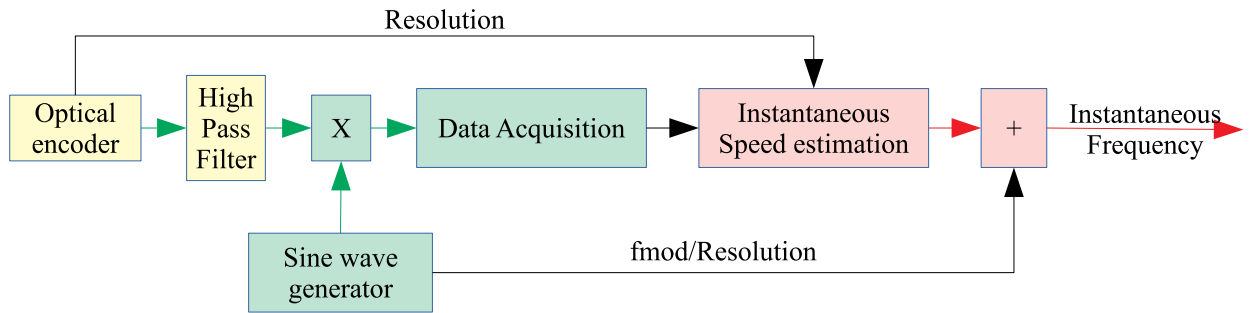 Resolution
Optical
encoder
High
Pass
Filter
X
Data Acquisition
Instantaneous
Speed estimation
+
Instantaneous
Frequency
Sine wave
generator
fmod/Resolution